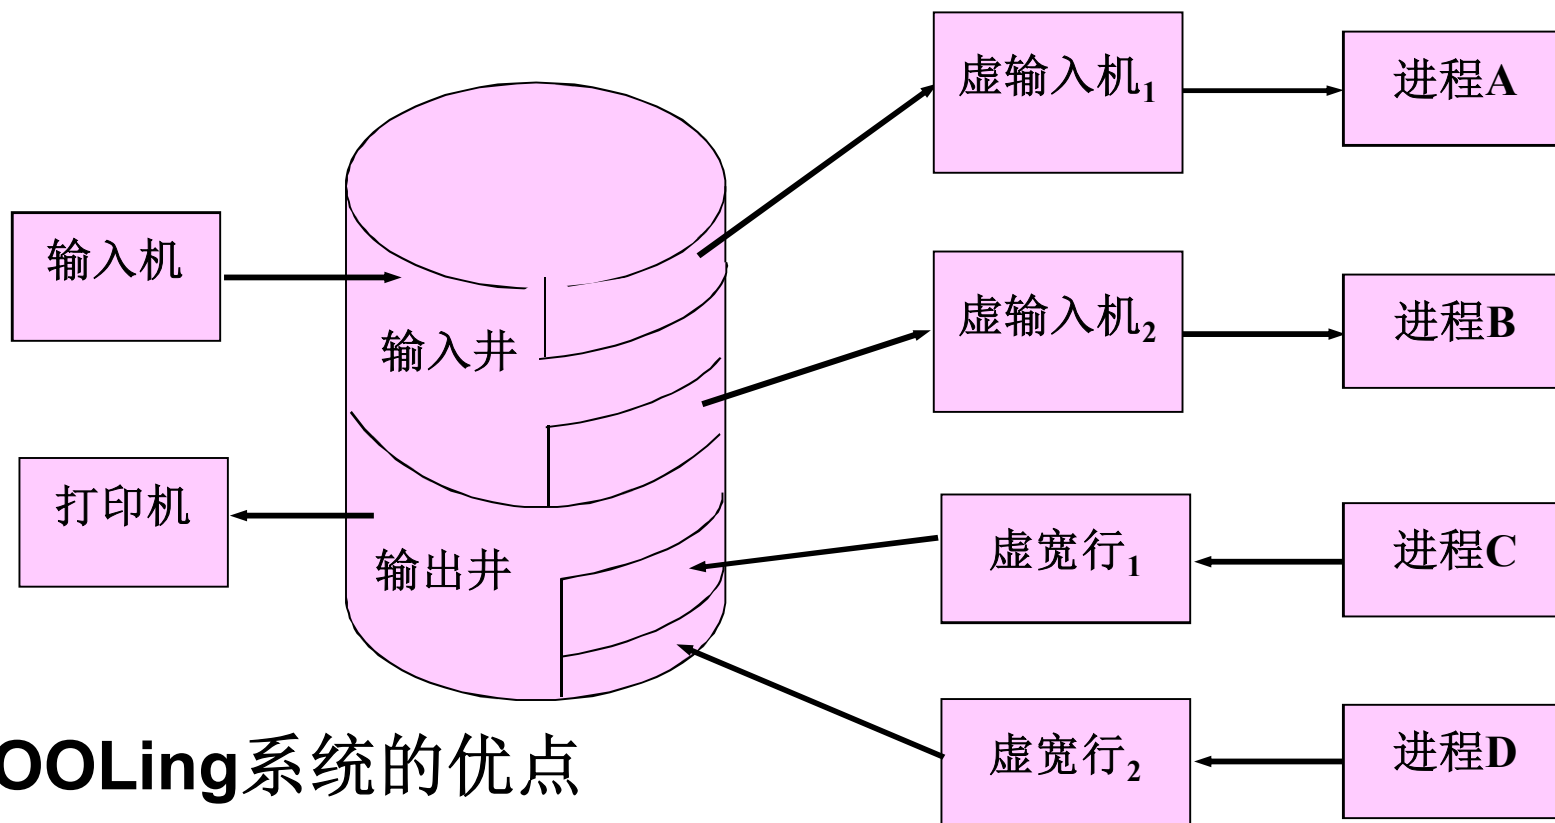 虚输入机1
进程A
输入机
虚输入机2
进程B
输入井
打印机
虚宽行1
进程C
输出井
虚宽行2
进程D
OOLing系统的优点